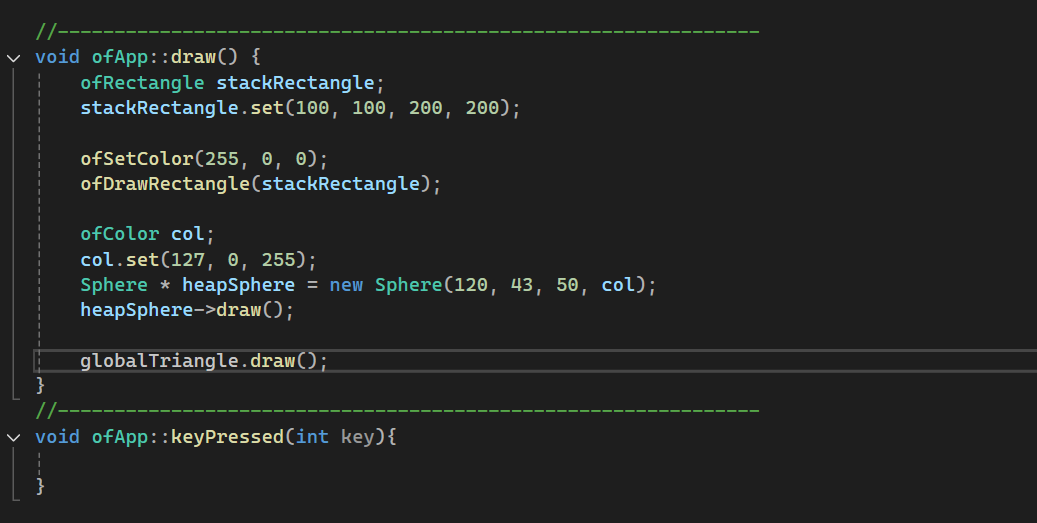 //--------------------------------------------------------------
void ofApp::draw() {
ofRectangle stackRectangle;
stackRectangle.set(100, 100, 200, 200);
ofSetColor(255, 0, 0);
ofDrawRectangle(stackRectangle);
ofColor col;
col.set(127, 0, 255);
Sphere * heapSphere = new Sphere(120, 43, 50, col);
heapSphere->draw();
globalTriangle.draw();
}
//--------------------------------------------------------------
void ofApp::keyPressed(int key){
}